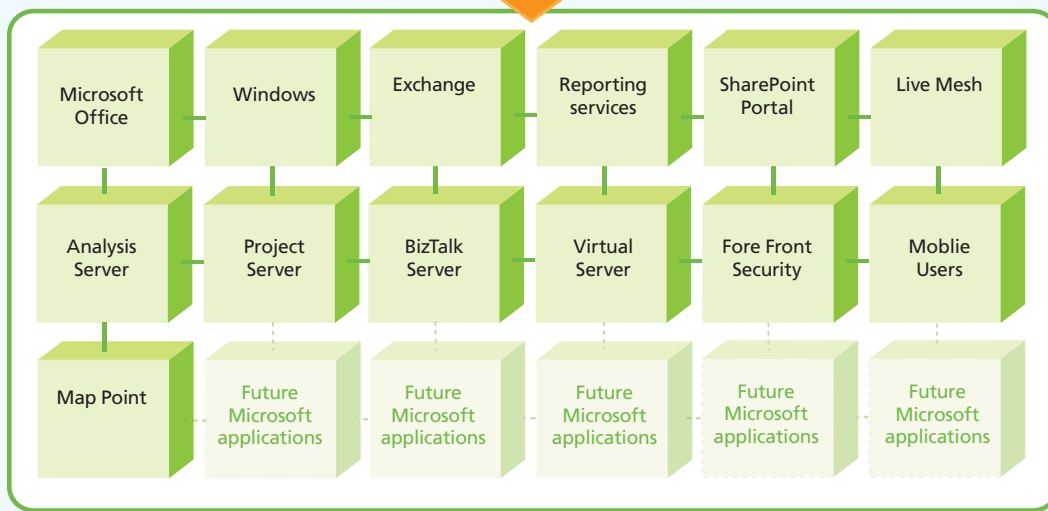 Microsoft
Office
Windows
Exchange
Reporting
services
SharePoint
Portal
Live Mesh
Analysis
Server
Project
Server
BizTalk
Server
Virtual
Server
Fore Front
Security
Moblie
Users
Map Point
Future
Microsoft
applications
Future
Microsoft
applications
Future
Microsoft
applications
Future
Microsoft
applications
Future
Microsoft
applications